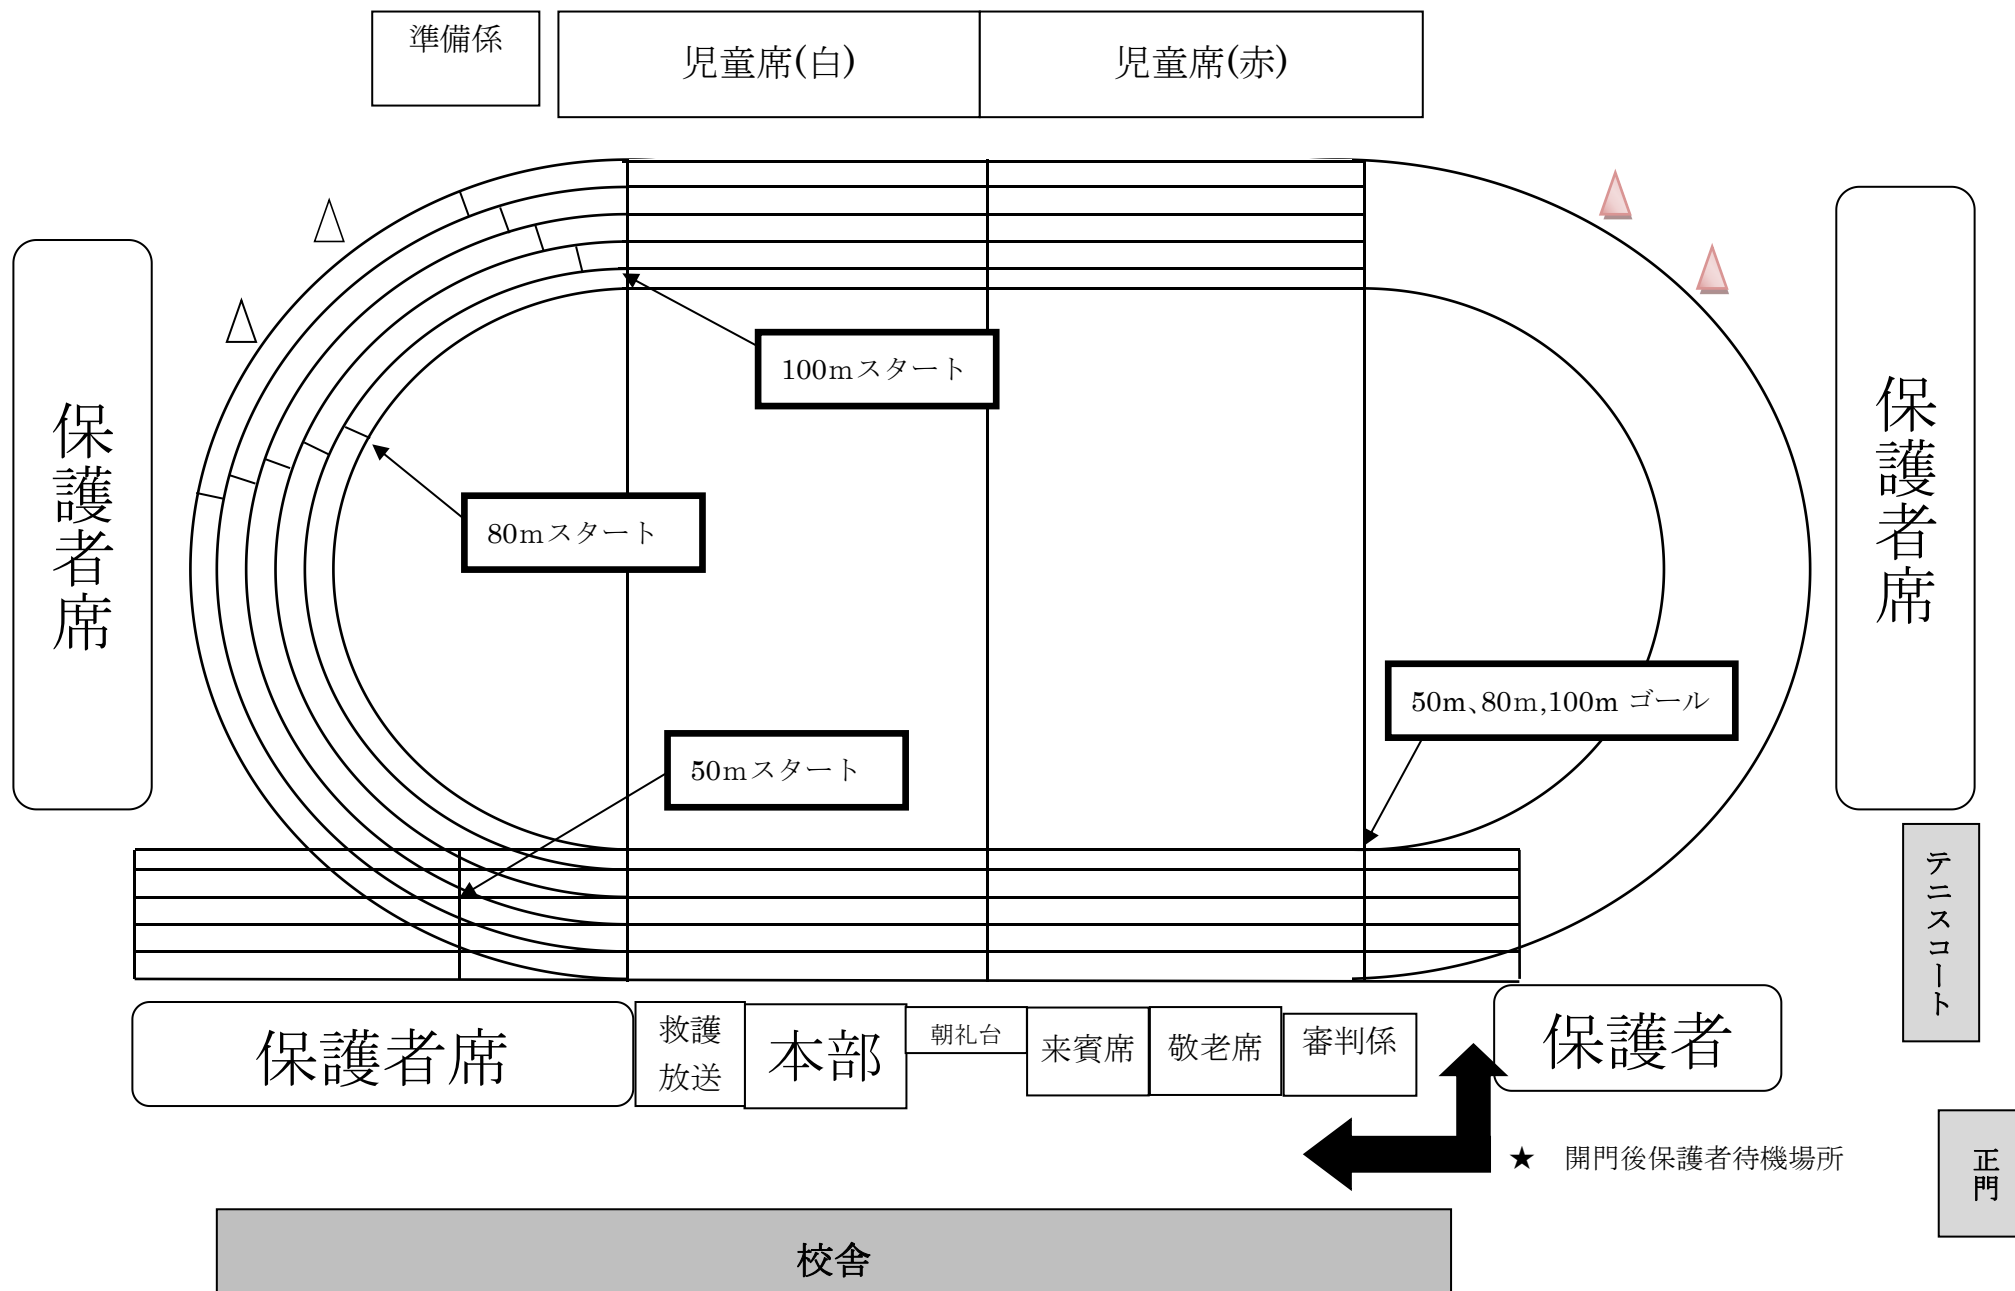 準備係
児童席(白)
児童席(赤)
保護者席
保護者席
100mスタート
80mスタート
50m、80m,100m ゴール
50mスタート
テニスコート
保護者席
救護
放送
本部
朝礼台
来賓席
敬老席
審判係
保護者
★ 開門後保護者待機場所
正門
校舎